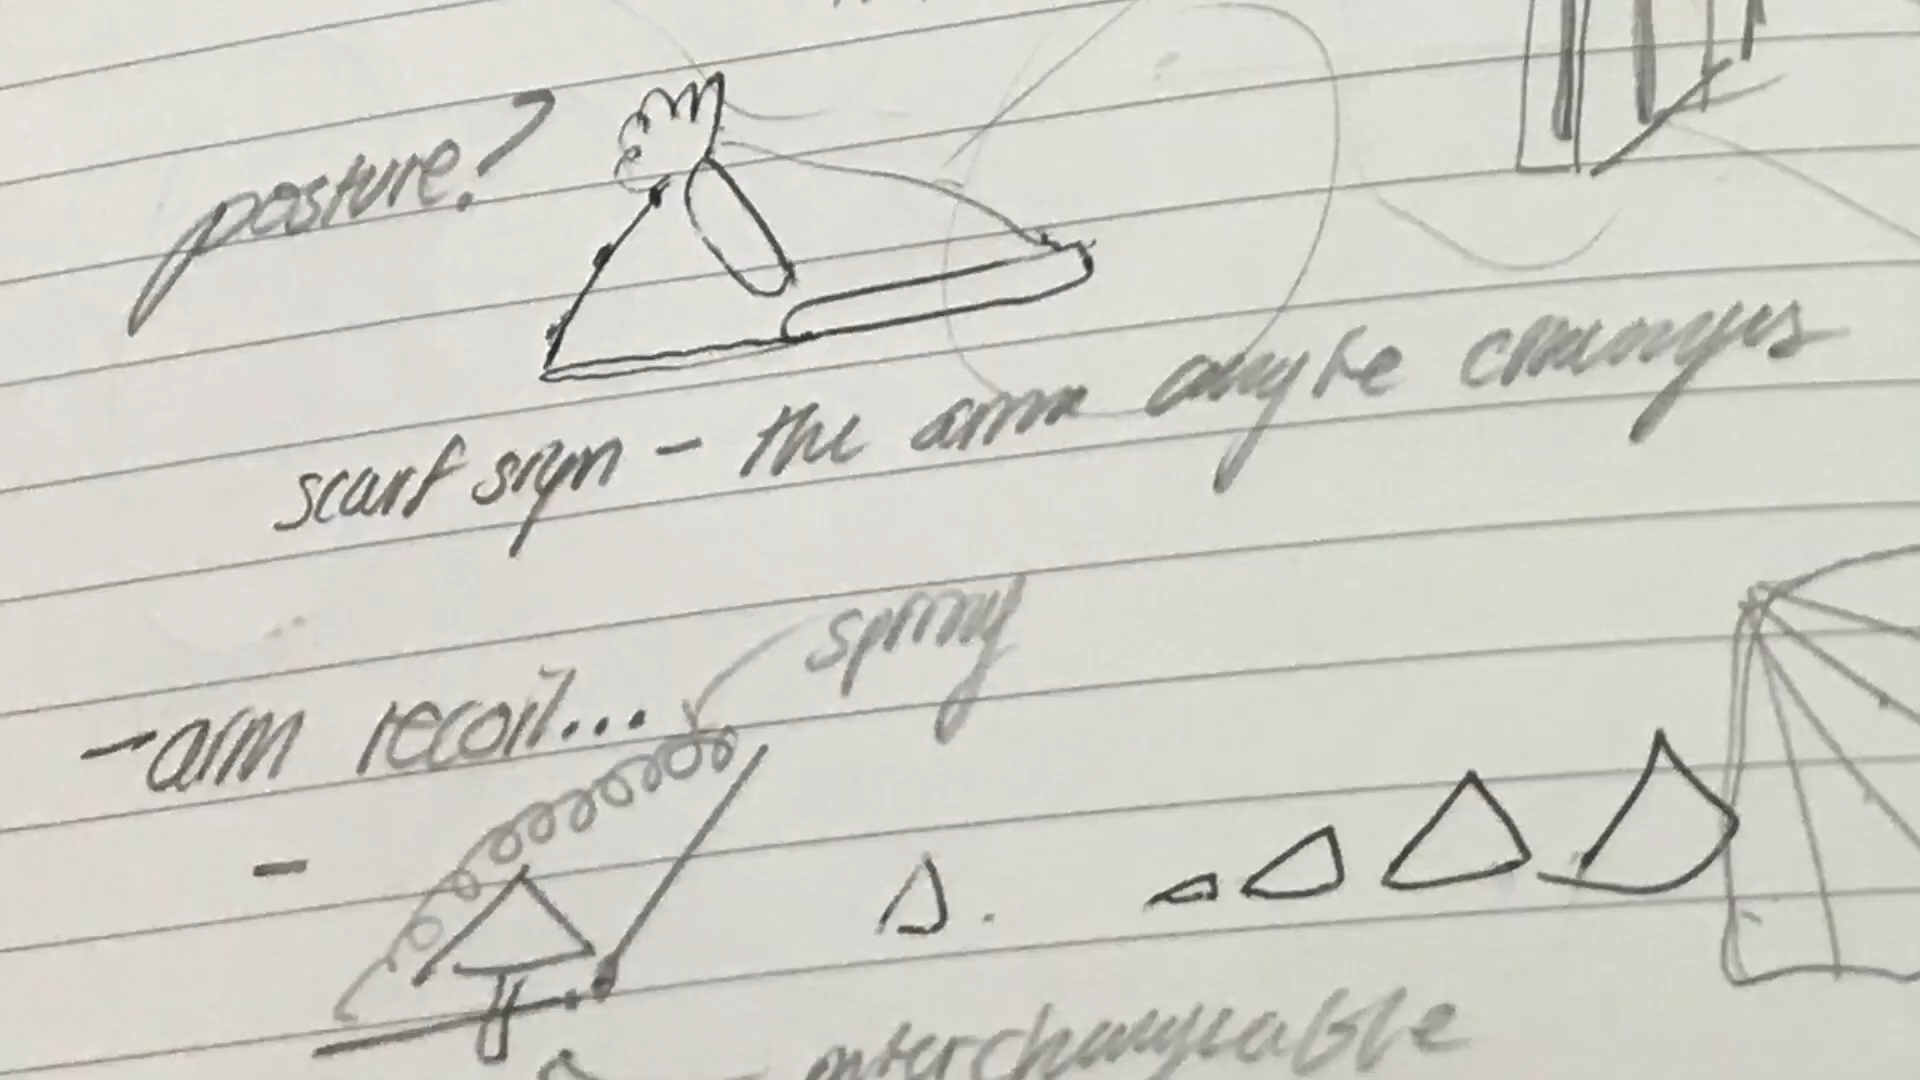 posture?
scarf sign – the arm angle changes
spring
-arm recoil...
-
– interchangeable